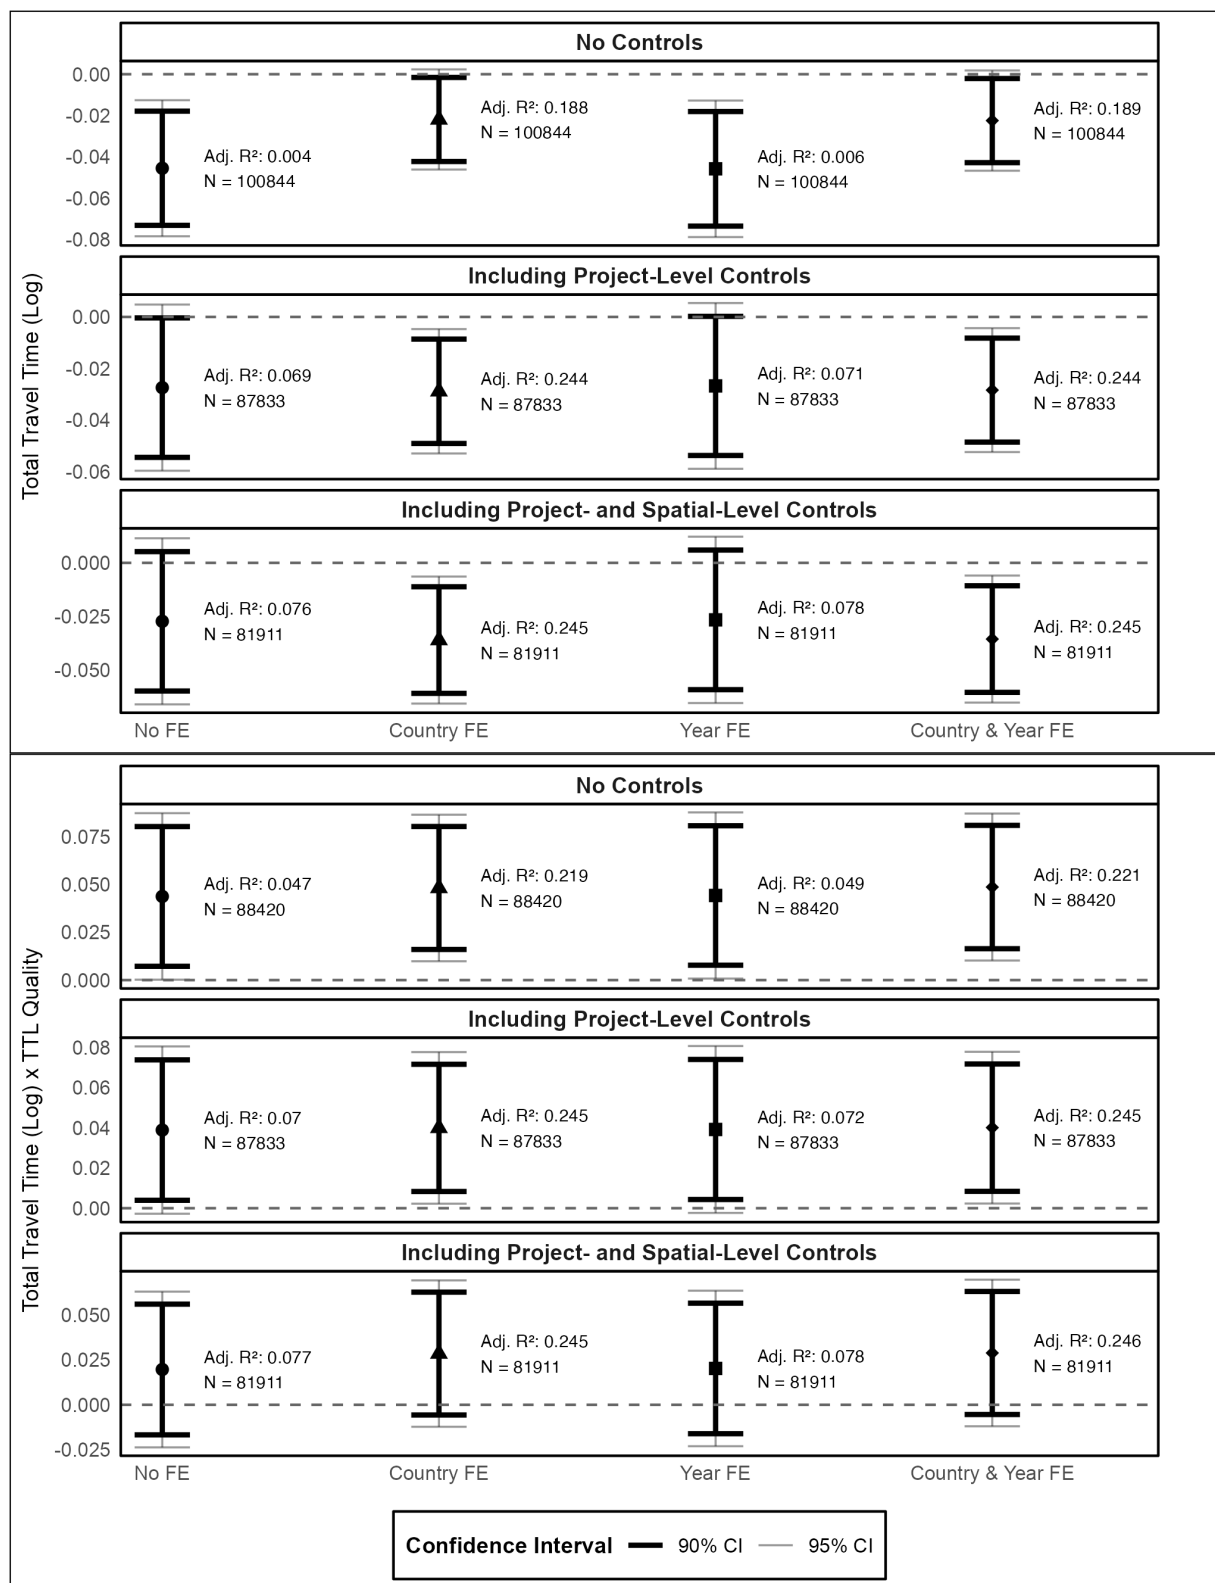 No Controls
0.00
-0.02
-0.04
-0.06
-0.08
Adj. R²: 0.004
N = 100844
Adj. R²: 0.188
N = 100844
Adj. R²: 0.006
N = 100844
Adj. R²: 0.189
N = 100844
Total Travel Time (Log)
Including Project-Level Controls
0.00
-0.02
-0.04
-0.06
Adj. R²: 0.069
N = 87833
Adj. R²: 0.244
N = 87833
Adj. R²: 0.071
N = 87833
Adj. R²: 0.244
N = 87833
Including Project- and Spatial-Level Controls
0.000
-0.025
-0.050
Adj. R²: 0.076
N = 81911
Adj. R²: 0.245
N = 81911
Adj. R²: 0.078
N = 81911
Adj. R²: 0.245
N = 81911
No FE
Country FE
Year FE
Country & Year FE
No Controls
0.075
0.050
0.025
0.000
Adj. R²: 0.047
N = 88420
Adj. R²: 0.219
N = 88420
Adj. R²: 0.049
N = 88420
Adj. R²: 0.221
N = 88420
Total Travel Time (Log) x TTL Quality
Including Project-Level Controls
0.08
0.06
0.04
0.02
0.00
Adj. R²: 0.07
N = 87833
Adj. R²: 0.245
N = 87833
Adj. R²: 0.072
N = 87833
Adj. R²: 0.245
N = 87833
Including Project- and Spatial-Level Controls
0.050
0.025
0.000
-0.025
Adj. R²: 0.077
N = 81911
Adj. R²: 0.245
N = 81911
Adj. R²: 0.078
N = 81911
Adj. R²: 0.246
N = 81911
No FE
Country FE
Year FE
Country & Year FE
Confidence Interval 90% CI 95% CI